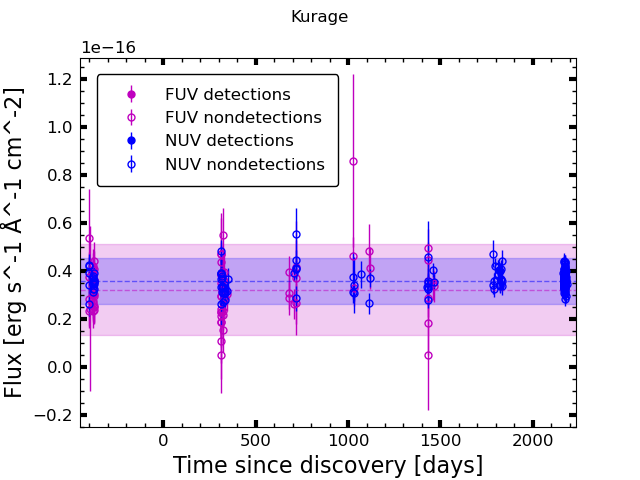 Kurage
1e−16
FUV detections
FUV nondetections
NUV detections
NUV nondetections
1.2
1.0
0.8
0.6
0.4
0.2
0.0
−0.2
Flux [erg s^-1 Å^-1 cm^-2]
0 500 1000 1500 2000
Time since discovery [days]